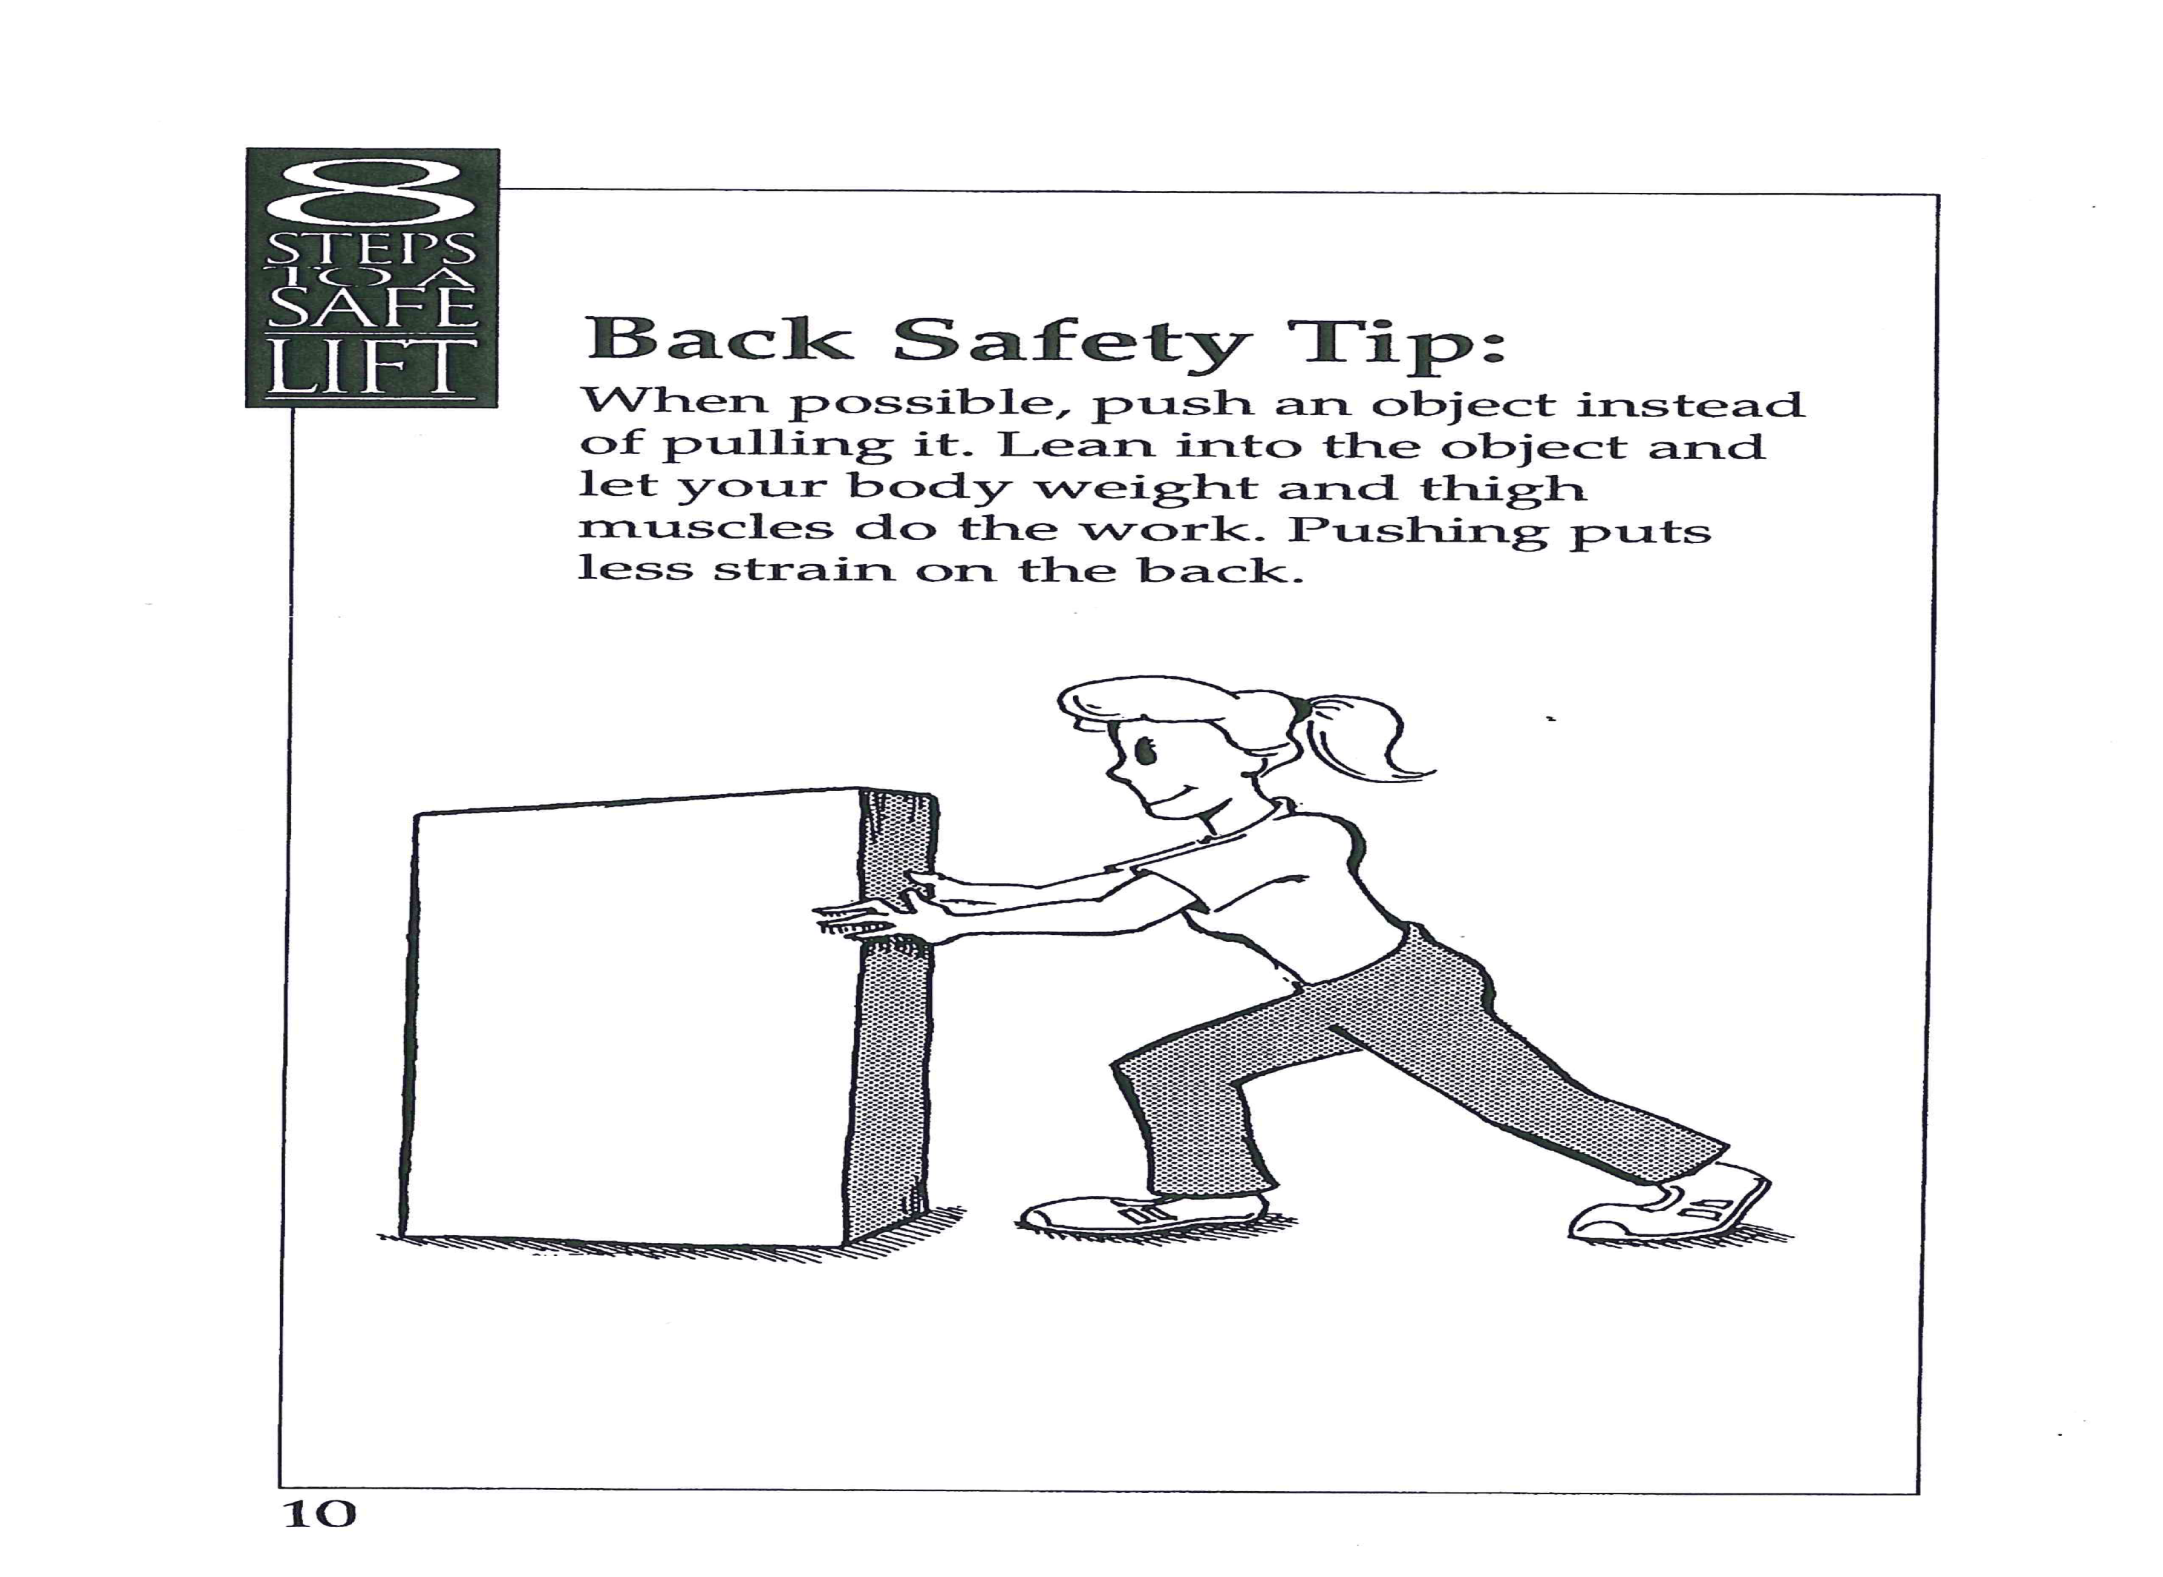 8
STEPS
TO A
SAFE
LIFT
Back Safety Tip:
When possible, push an object instead
of pulling it. Lean into the object and
let your body weight and thigh
muscles do the work. Pushing puts
less strain on the back.
10